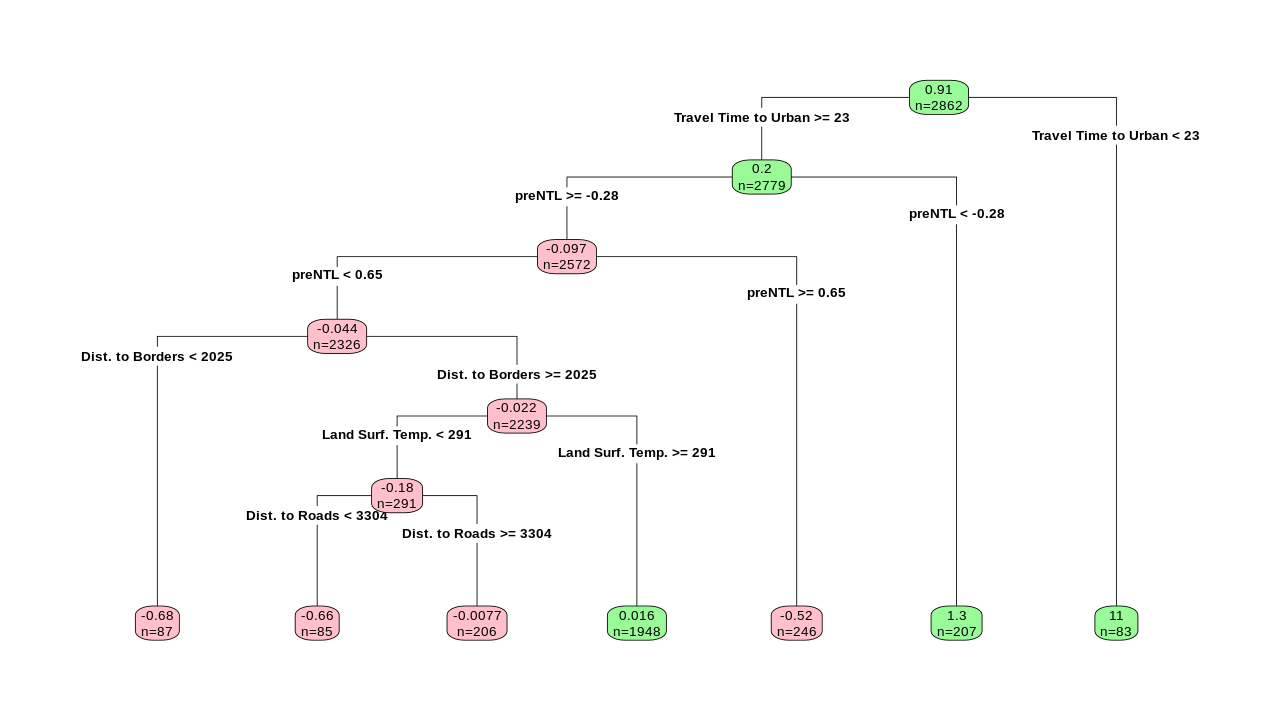 0.91
n=2862
Travel Time to Urban >= 23
Travel Time to Urban < 23
0.2
n=2779
preNTL >= -0.28
preNTL < -0.28
-0.097
n=2572
preNTL < 0.65
preNTL >= 0.65
-0.044
n=2326
Dist. to Borders < 2025
Dist. to Borders >= 2025
-0.022
n=2239
Land Surf. Temp. < 291
Land Surf. Temp. >= 291
-0.18
n=291
Dist. to Roads < 3304
Dist. to Roads >= 3304
-0.68
n=87
-0.66
n=85
-0.0077
n=206
0.016
n=1948
-0.52
n=246
1.3
n=207
11
n=83